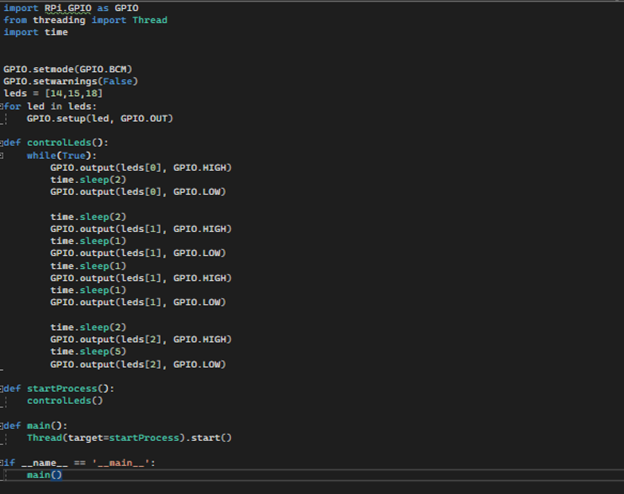 import RPi.GPIO as GPIO
from threading import Thread
import time
GPIO.setmode(GPIO.BCM)
GPIO.setwarnings(False)
leds = [14,15,18]
for led in leds:
    GPIO.setup(led, GPIO.OUT)
def controlLeds():
    while(True):
        GPIO.output(leds[0], GPIO.HIGH)
        time.sleep(2)
        GPIO.output(leds[0], GPIO.LOW)
        time.sleep(2)
        GPIO.output(leds[1], GPIO.HIGH)
        time.sleep(1)
        GPIO.output(leds[1], GPIO.LOW)
        time.sleep(1)
        GPIO.output(leds[1], GPIO.HIGH)
        time.sleep(1)
        GPIO.output(leds[1], GPIO.LOW)
        time.sleep(2)
        GPIO.output(leds[2], GPIO.HIGH)
        time.sleep(5)
        GPIO.output(leds[2], GPIO.LOW)
def startProcess():
    controlLeds()
def main():
    Thread(target=startProcess).start()
if __name__ == '__main__':
    main()